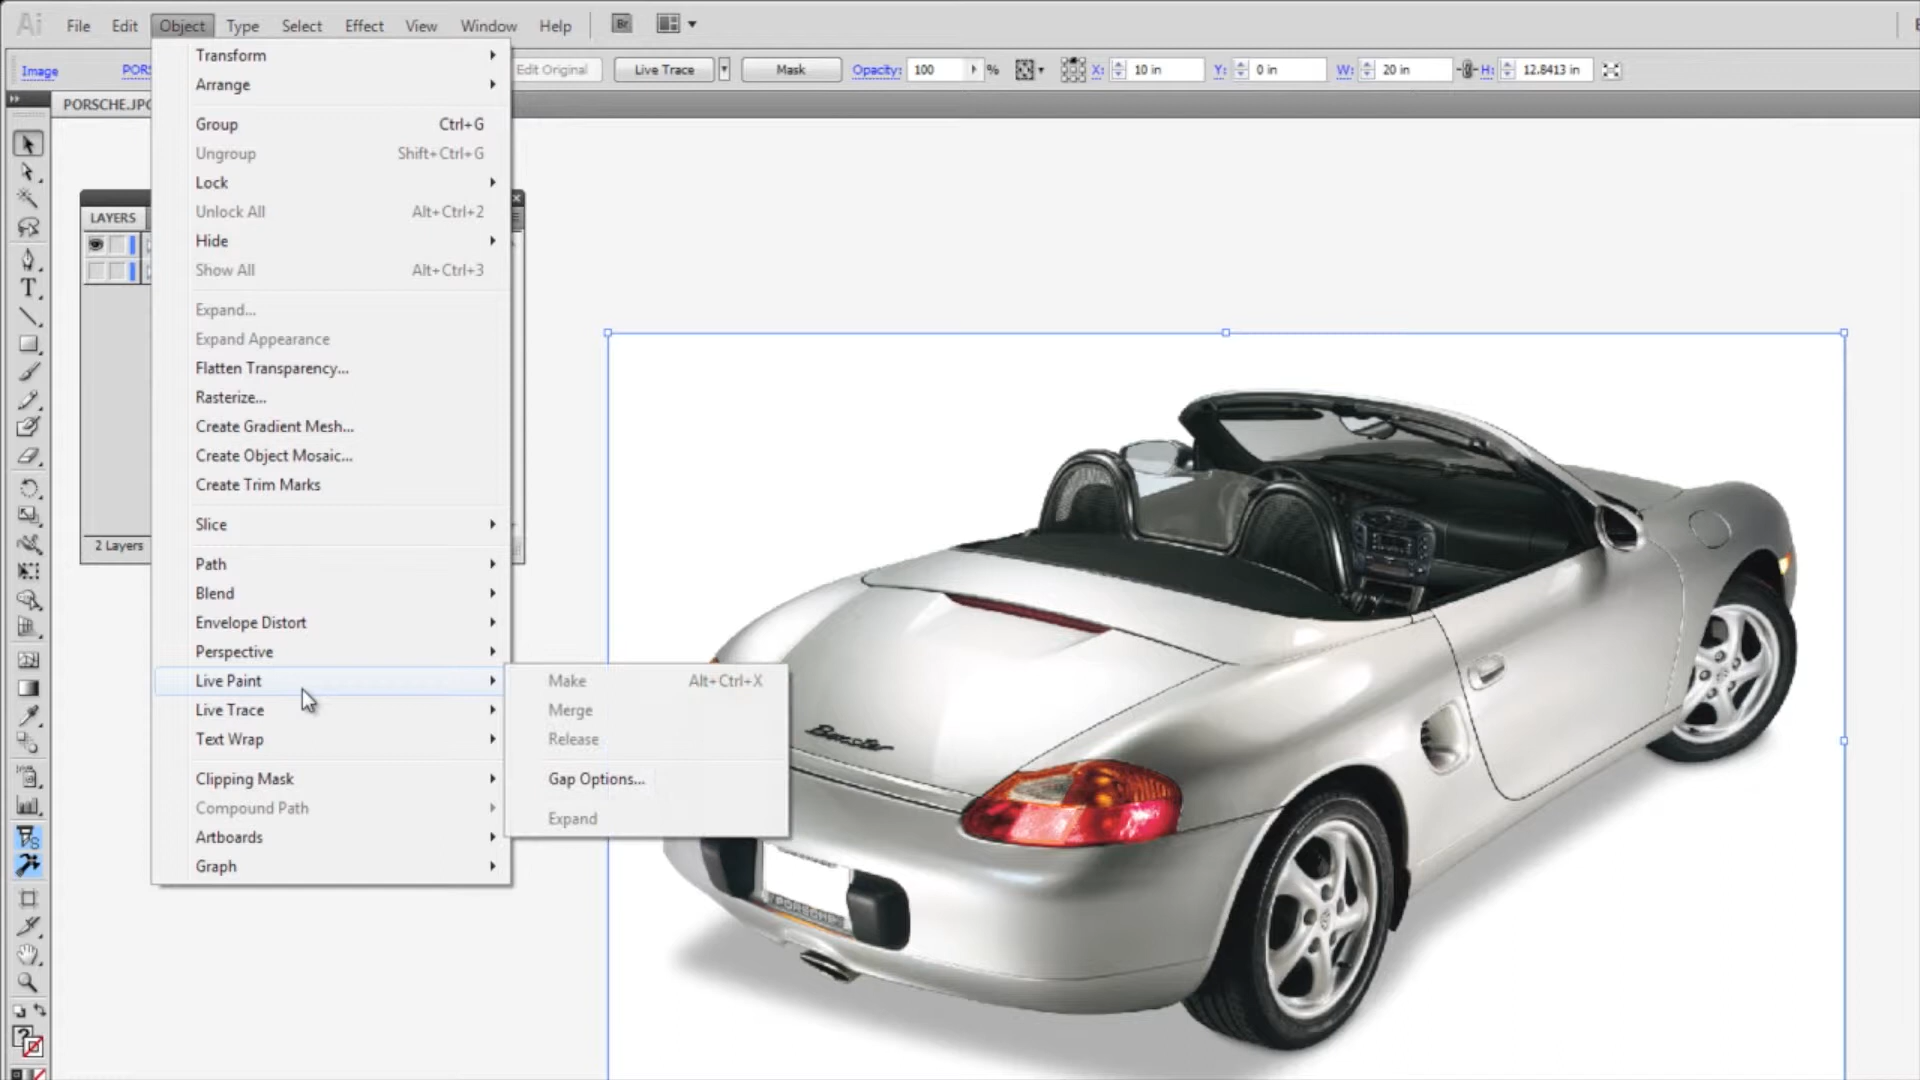 Ai File Edit Object Type Select Effect View Window Help Br
Image PORS Edit Original Live Trace Mask Opacity: 100 % X: 10 in Y: 0 in W: 20 in H: 12.8413 in
PORSCHE.JPG
Transform
Arrange
Group Ctrl+G
Ungroup Shift+Ctrl+G
Lock
Unlock All Alt+Ctrl+2
Hide
Show All Alt+Ctrl+3
Expand...
Expand Appearance
Flatten Transparency...
Rasterize...
Create Gradient Mesh...
Create Object Mosaic...
Create Trim Marks
Slice
Path
Blend
Envelope Distort
Perspective
Live Paint
Live Trace
Text Wrap
Clipping Mask
Compound Path
Artboards
Graph
LAYERS
2 Layers
Make Alt+Ctrl+X
Merge
Release
Gap Options...
Expand
Boxster
PORSCHE